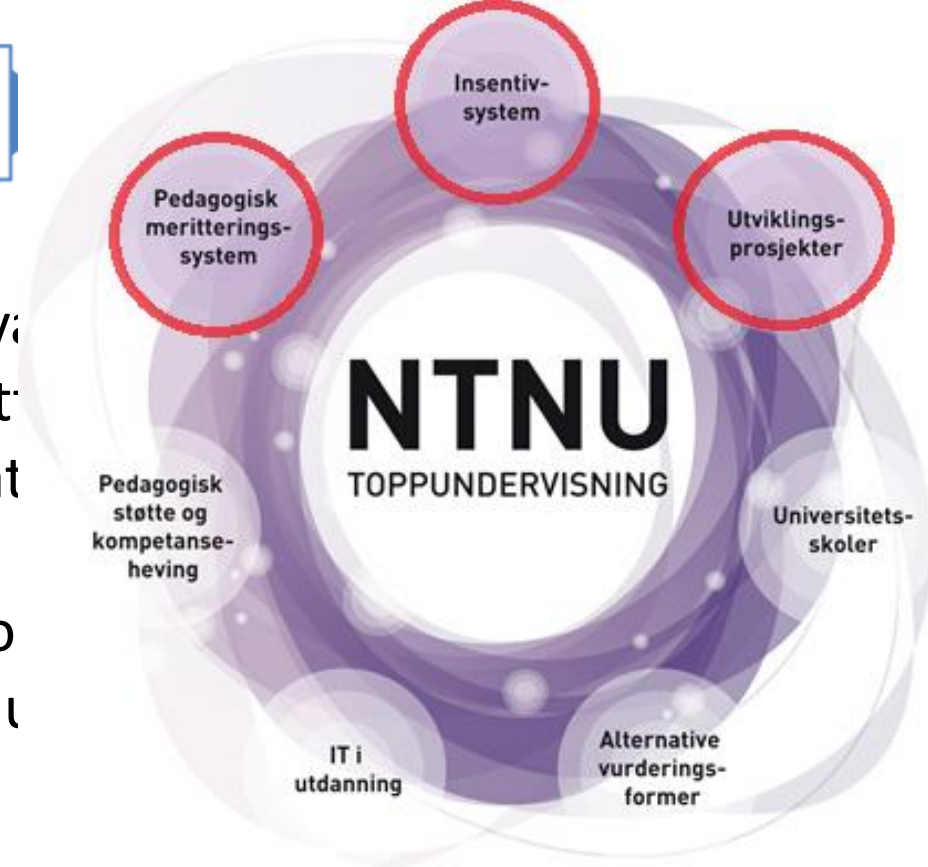 Insentiv-
system
Pedagogisk
meritterings-
system
Utviklings-
prosjekter
NTNU
TOPPUNDERVISNING
Pedagogisk
støtte og
kompetanse-
heving
Universitets-
skoler
IT i
utdanning
Alternative
vurderings-
former